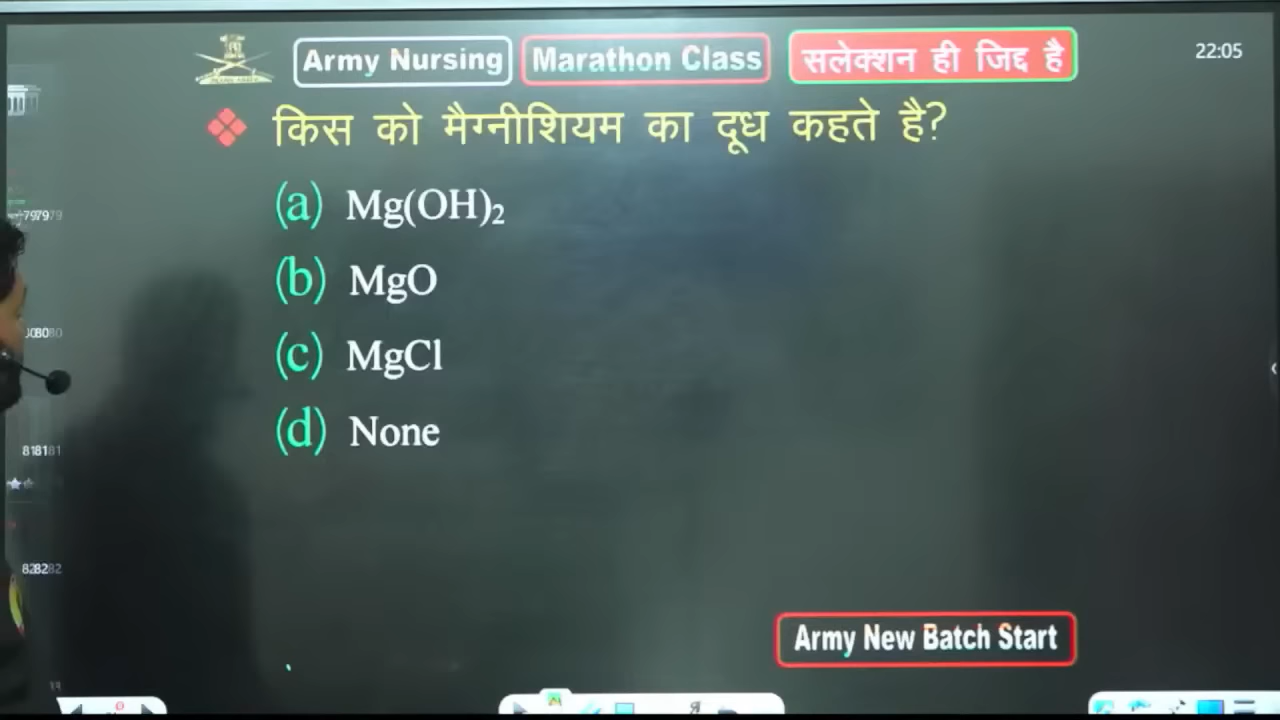 Army Nursing Marathon Class सलेक्शन ही जिद्द है 22:05
किस को मैग्नीशियम का दूध कहते है?
(a) Mg(OH)₂
(b) MgO
(c) MgCl
(d) None
Army New Batch Start